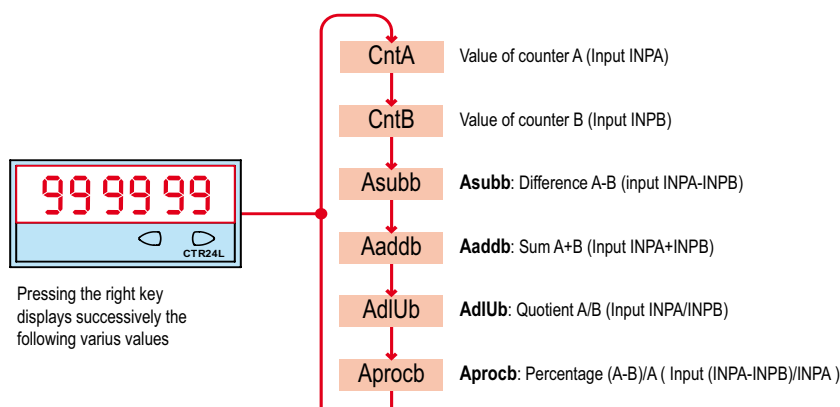 CntA
Value of counter A (Input INPA)
CntB
Value of counter B (Input INPB)
Asubb
Asubb: Difference A-B (input INPA-INPB)
999999
CTR24L
Aaddb
Aaddb: Sum A+B (Input INPA+INPB)
Pressing the right key
displays successively the
following varius values
AdlUb
AdlUb: Quotient A/B (Input INPA/INPB)
Aprocb
Aprocb: Percentage (A-B)/A ( Input (INPA-INPB)/INPA )